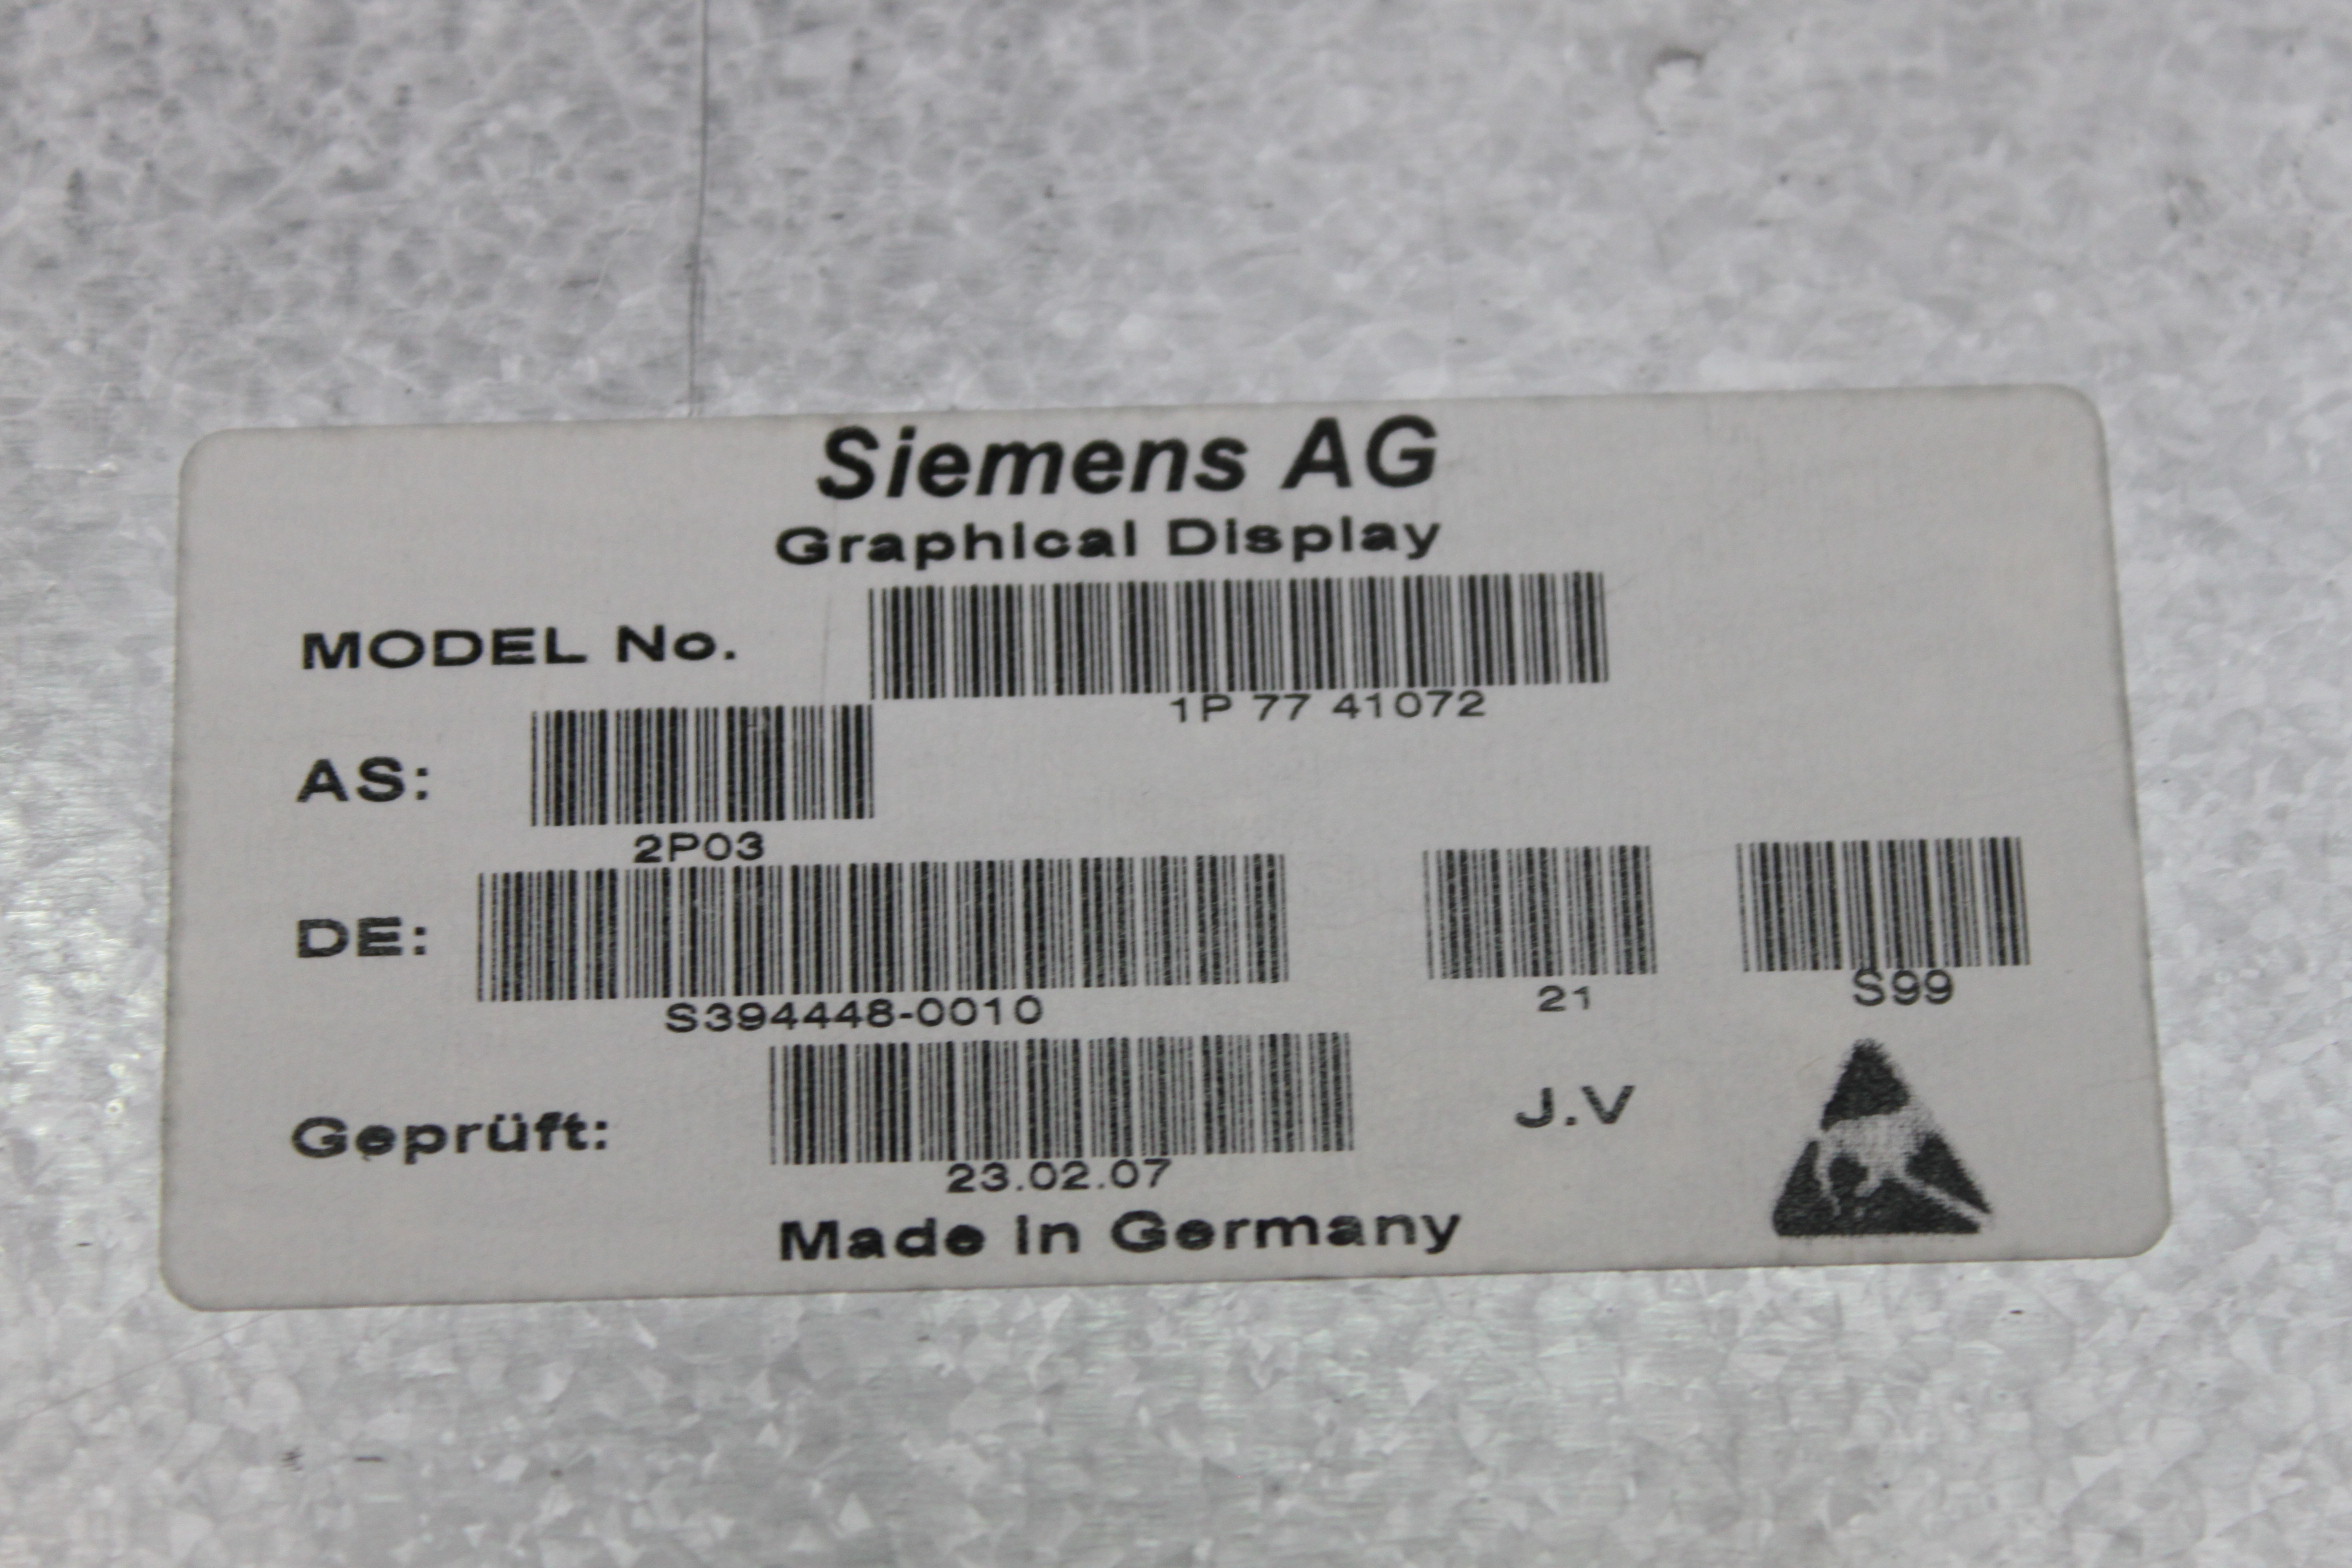 Siemens AG
Graphical Display
MODEL No.
1P 77 41072
AS:
2P03
DE:
S394448-0010 21 S99
Geprüft: J.V
23.02.07
Made in Germany